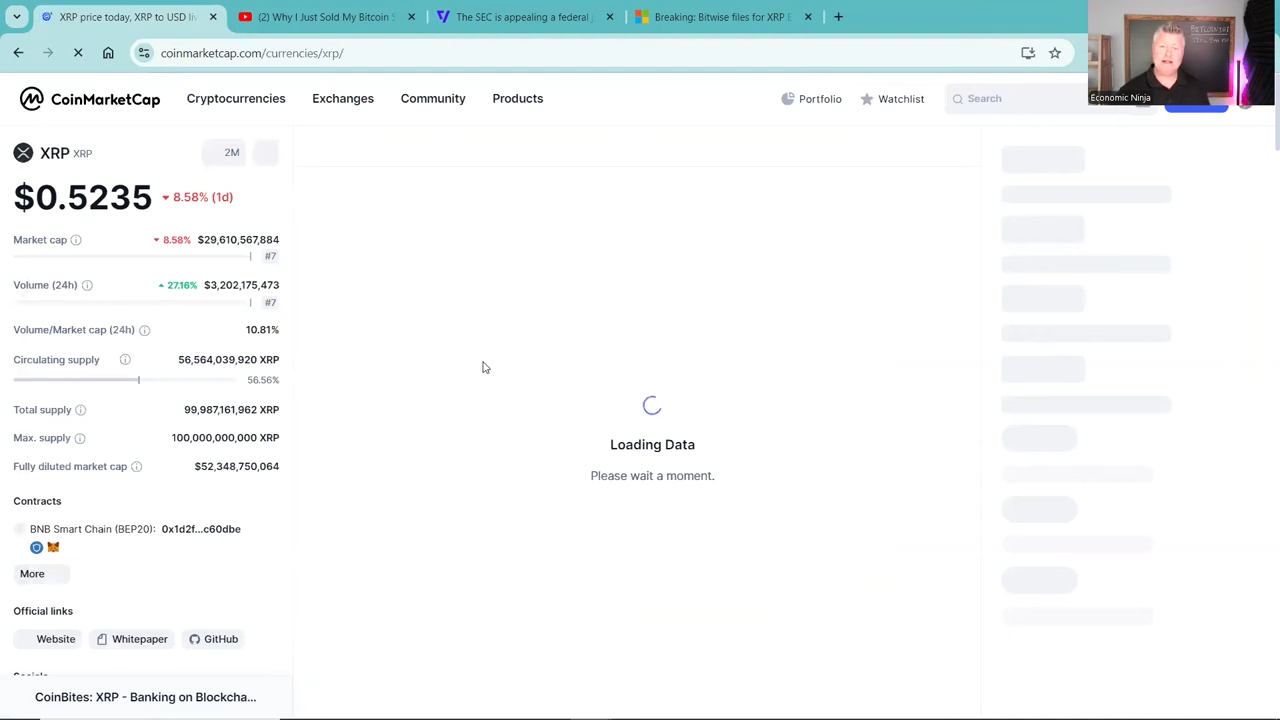 XRP price today, XRP to USD liv
(2) Why I Just Sold My Bitcoin
The SEC is appealing a federal j
Breaking: Bitwise files for XRP E
coinmarketcap.com/currencies/xrp/
CoinMarketCap
Cryptocurrencies
Exchanges
Community
Products
Portfolio
Watchlist
Search
Economic Ninja
XRP XRP
2M
$0.5235 8.58% (1d)
Market cap 8.58% $29,610,567,884
#7
Volume (24h) 27.16% $3,202,175,473
#7
Volume/Market cap (24h) 10.81%
Circulating supply 56,564,039,920 XRP
56.56%
Total supply 99,987,161,962 XRP
Max. supply 100,000,000,000 XRP
Fully diluted market cap $52,348,750,064
Contracts
BNB Smart Chain (BEP20): 0x1d2f...c60dbe
More
Official links
Website Whitepaper GitHub
CoinBites: XRP - Banking on Blockcha...
Loading Data
Please wait a moment.